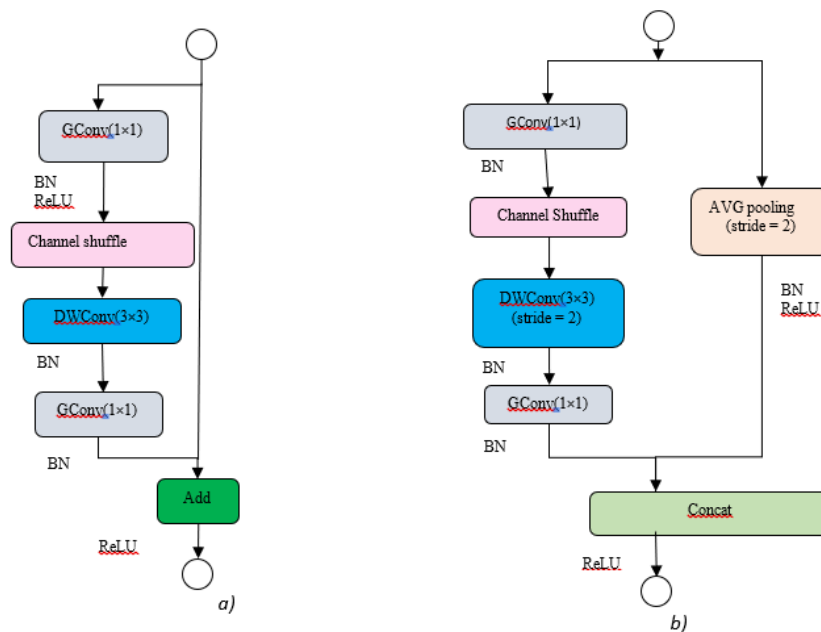 GConv(1×1)
BN
ReLU
Channel shuffle
DWConv(3×3)
BN
GConv(1×1)
BN
Add
ReLU
a)
GConv(1×1)
BN
Channel Shuffle
AVG pooling
(stride = 2)
DWConv(3×3)
(stride = 2)
BN
ReLU
BN
GConv(1×1)
BN
Concat
ReLU
b)